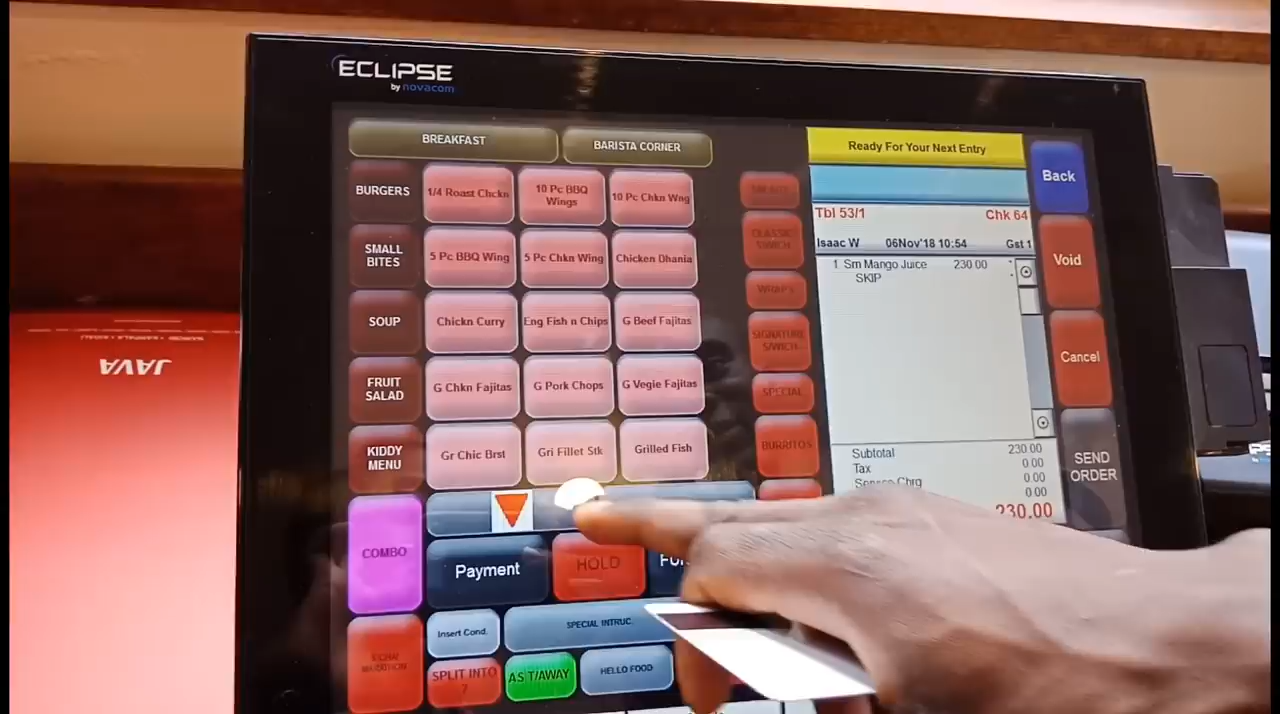 ECLIPSE
by novacom
BREAKFAST
BARISTA CORNER
BURGERS
1/4 Roast Chckn
10 Pc BBQ
Wings
10 Pc Chkn Wng
SMALL
BITES
5 Pc BBQ Wing
5 Pc Chkn Wing
Chicken Dhania
SOUP
Chickn Curry
Eng Fish n Chips
G Beef Fajitas
FRUIT
SALAD
G Chkn Fajitas
G Pork Chops
G Vegie Fajitas
KIDDY
MENU
Gr Chic Brst
Gri Fillet Stk
Grilled Fish
COMBO
Payment
HOLD
Insert Cond.
SPECIAL INTRUC.
SPLIT INTO
AS T/AWAY
HELLO FOOD
CLASSIC
S/WICH
WRAPS
SIGNATURE
S/WICH
SPECIAL
BURRITOS
Ready For Your Next Entry
Tbl 53/1 Chk 64
Isaac W 06Nov'18 10:54 Gst 1
1 Sm Mango Juice 230.00
SKIP
Subtotal 230.00
Tax 0.00
Chrg 0.00
0.00
230.00
Back
Void
Cancel
SEND
ORDER
JAVA